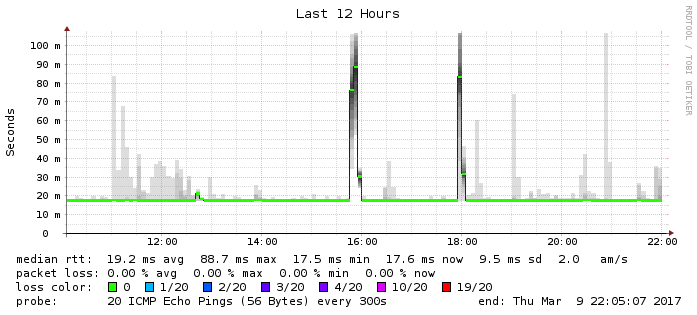 Last 12 Hours
RRDTOOL / TOBI OETIKER
Seconds
100 m
90 m
80 m
70 m
60 m
50 m
40 m
30 m
20 m
10 m
0
12:00 14:00 16:00 18:00 20:00 22:00
median rtt: 19.2 ms avg 88.7 ms max 17.5 ms min 17.6 ms now 9.5 ms sd 2.0 am/s
packet loss: 0.00 % avg 0.00 % max 0.00 % min 0.00 % now
loss color: 0 1/20 2/20 3/20 4/20 10/20 19/20
probe: 20 ICMP Echo Pings (56 Bytes) every 300s end: Thu Mar 9 22:05:07 2017